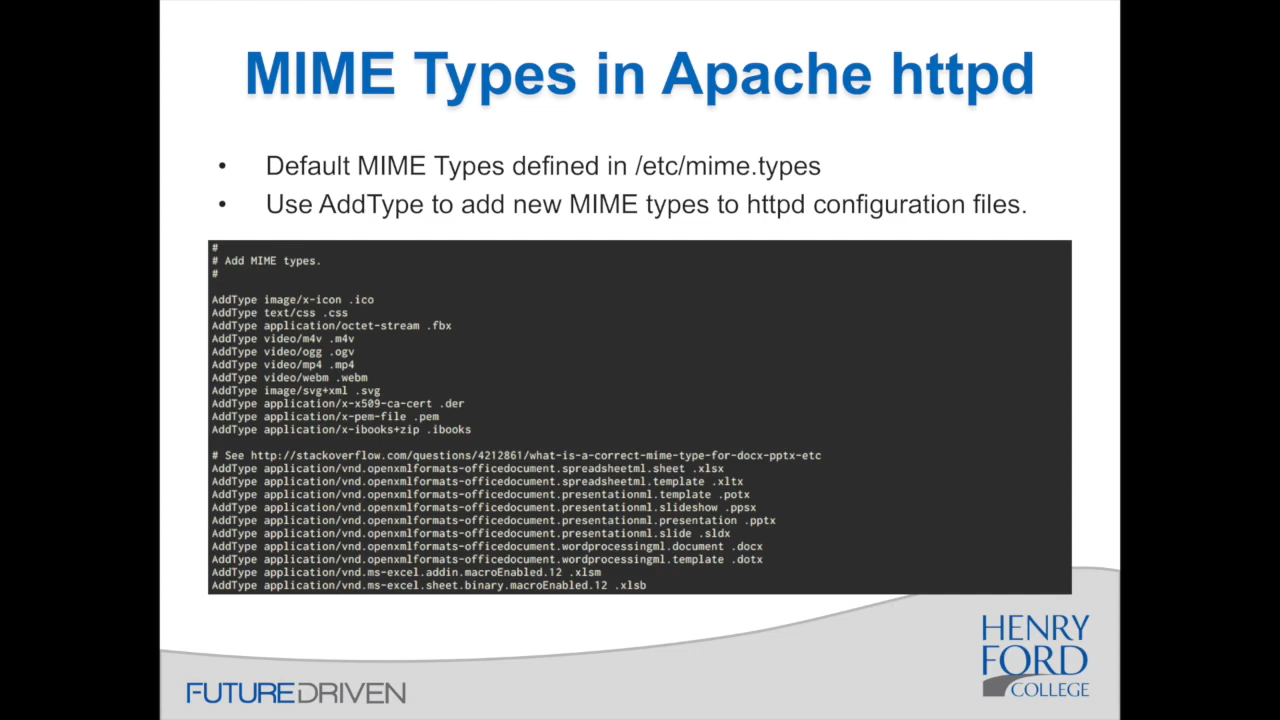 MIME Types in Apache httpd
• Default MIME Types defined in /etc/mime.types
• Use AddType to add new MIME types to httpd configuration files.
#
# Add MIME types.
#
AddType image/x-icon .ico
AddType text/css .css
AddType application/octet-stream .fbx
AddType video/m4v .m4v
AddType video/ogg .ogv
AddType video/mp4 .mp4
AddType video/webm .webm
AddType image/svg+xml .svg
AddType application/x-x509-ca-cert .der
AddType application/x-pem-file .pem
AddType application/x-ibooks+zip .ibooks
# See http://stackoverflow.com/questions/4212861/what-is-a-correct-mime-type-for-docx-pptx-etc
AddType application/vnd.openxmlformats-officedocument.spreadsheetml.sheet .xlsx
AddType application/vnd.openxmlformats-officedocument.spreadsheetml.template .xltx
AddType application/vnd.openxmlformats-officedocument.presentationml.template .potx
AddType application/vnd.openxmlformats-officedocument.presentationml.slideshow .ppsx
AddType application/vnd.openxmlformats-officedocument.presentationml.presentation .pptx
AddType application/vnd.openxmlformats-officedocument.presentationml.slide .sldx
AddType application/vnd.openxmlformats-officedocument.wordprocessingml.document .docx
AddType application/vnd.openxmlformats-officedocument.wordprocessingml.template .dotx
AddType application/vnd.ms-excel.addin.macroEnabled.12 .xlsm
AddType application/vnd.ms-excel.sheet.binary.macroEnabled.12 .xlsb
FUTUREDRIVEN
HENRY
FORD
COLLEGE